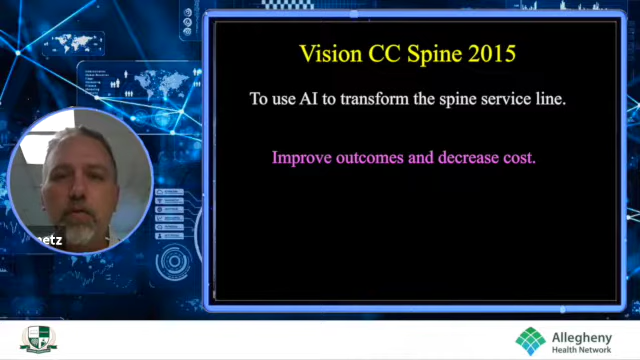 Vision CC Spine 2015
To use AI to transform the spine service line.
Improve outcomes and decrease cost.
netz
Allegheny
Health Network